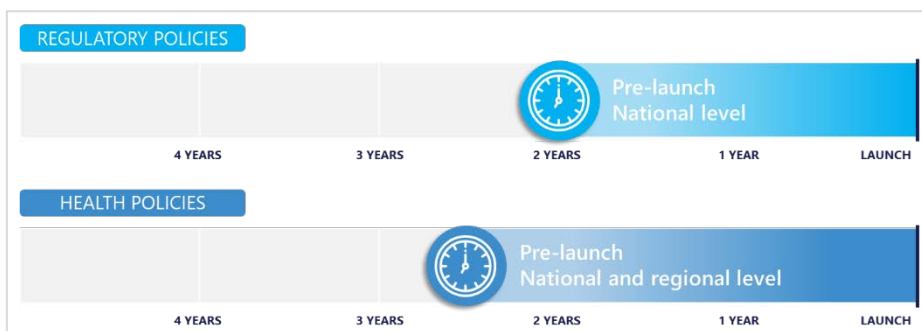 REGULATORY POLICIES
Pre-launch
National level
4 YEARS 3 YEARS 2 YEARS 1 YEAR LAUNCH
HEALTH POLICIES
Pre-launch
National and regional level
4 YEARS 3 YEARS 2 YEARS 1 YEAR LAUNCH